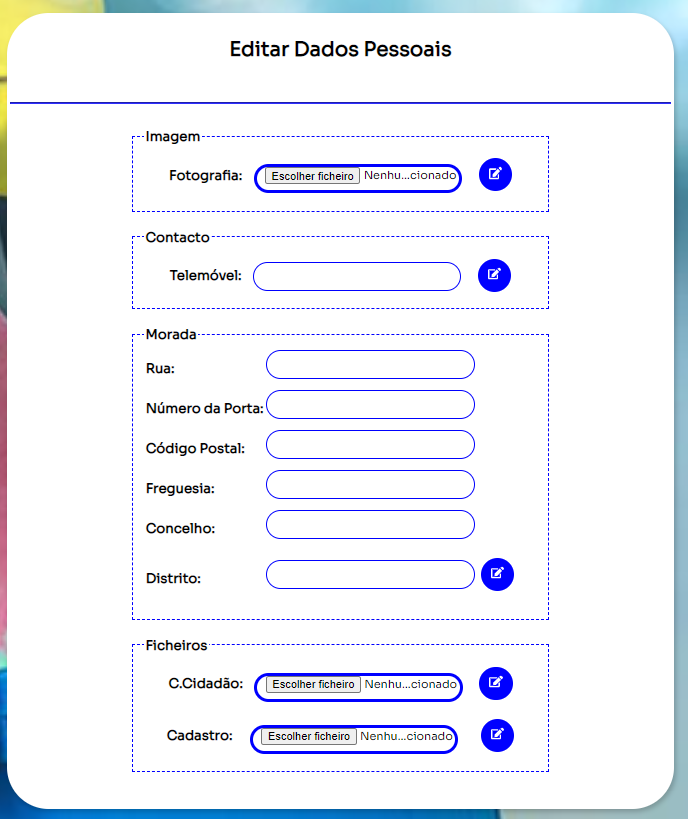 Editar Dados Pessoais
Imagem
Fotografia: Escolher ficheiro Nenhu...cionado
Contacto
Telemóvel:
Morada
Rua:
Número da Porta:
Código Postal:
Freguesia:
Concelho:
Distrito:
Ficheiros
C.Cidadão: Escolher ficheiro Nenhu...cionado
Cadastro: Escolher ficheiro Nenhu...cionado